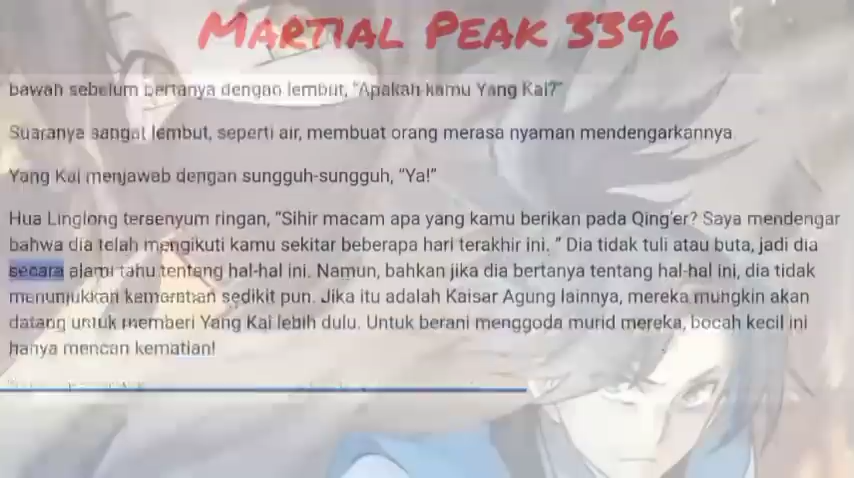 MARTIAL PEAK 3396
bawah sebelum bertanya dengan lembut, “Apakah kamu Yang Kai?”
Suaranya sangat lembut, seperti air, membuat orang merasa nyaman mendengarkannya.
Yang Kai menjawab dengan sungguh-sungguh, “Ya!”
Hua Linglong tersenyum ringan, “Sihir macam apa yang kamu berikan pada Qing’er? Saya mendengar
bahwa dia telah mengikuti kamu sekitar beberapa hari terakhir ini. ” Dia tidak tuli atau buta, jadi dia
secara alami tahu tentang hal-hal ini. Namun, bahkan jika dia bertanya tentang hal-hal ini, dia tidak
menunjukkan kemarahan sedikit pun. Jika itu adalah Kaisar Agung lainnya, mereka mungkin akan
datang untuk memberi Yang Kai lebih dulu. Untuk berani menggoda murid mereka, bocah kecil ini
hanya mencari kematian!